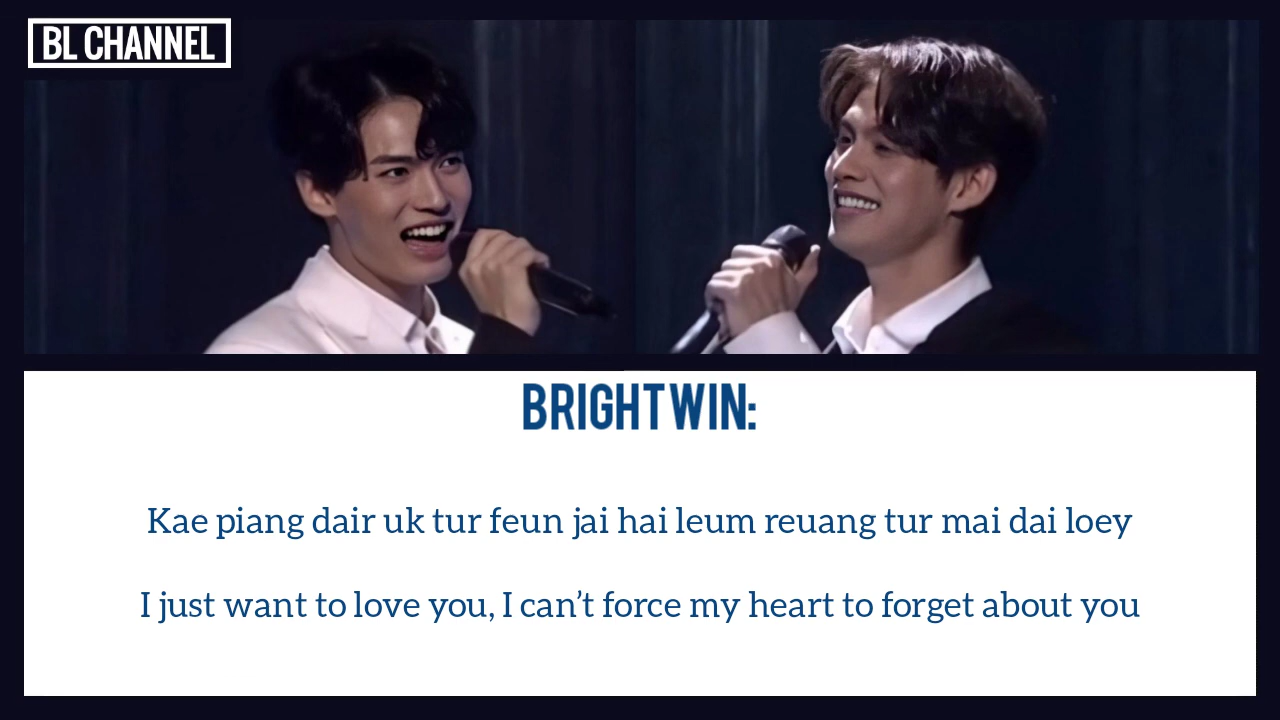 BL CHANNEL
BRIGHTWIN:
Kae piang dair uk tur feun jai hai leum reuang tur mai dai loey
I just want to love you, I can’t force my heart to forget about you